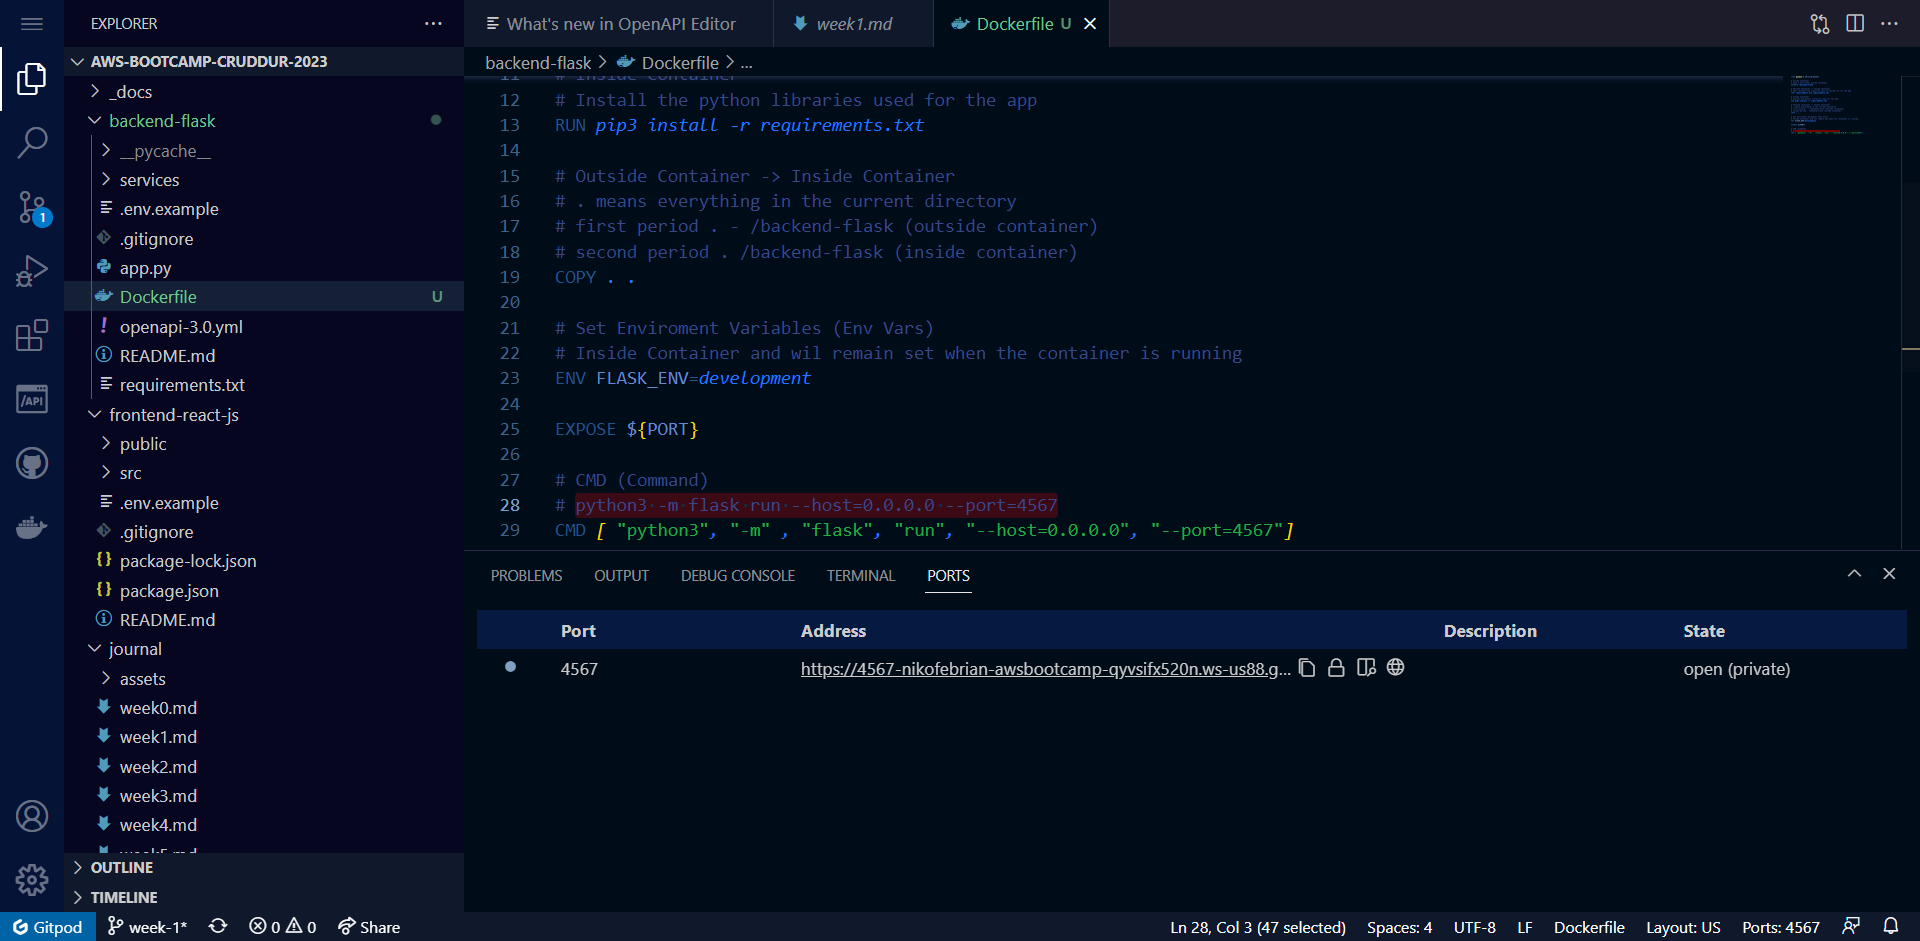 EXPLORER
AWS-BOOTCAMP-CRUDDUR-2023
_docs
backend-flask
__pycache__
services
.env.example
.gitignore
app.py
Dockerfile U
openapi-3.0.yml
README.md
requirements.txt
frontend-react-js
public
src
.env.example
.gitignore
package-lock.json
package.json
README.md
journal
assets
week0.md
week1.md
week2.md
week3.md
week4.md
week5.md
OUTLINE
TIMELINE
What's new in OpenAPI Editor
week1.md
Dockerfile U
backend-flask > Dockerfile > ...
11 # Inside Container
12 # Install the python libraries used for the app
13 RUN pip3 install -r requirements.txt
14
15 # Outside Container -> Inside Container
16 # . means everything in the current directory
17 # first period . - /backend-flask (outside container)
18 # second period . /backend-flask (inside container)
19 COPY . .
20
21 # Set Enviroment Variables (Env Vars)
22 # Inside Container and wil remain set when the container is running
23 ENV FLASK_ENV=development
24
25 EXPOSE ${PORT}
26
27 # CMD (Command)
28 # python3 -m flask run --host=0.0.0.0 --port=4567
29 CMD [ "python3", "-m" , "flask", "run", "--host=0.0.0.0", "--port=4567"]
PROBLEMS OUTPUT DEBUG CONSOLE TERMINAL PORTS
Port Address Description State
4567 https://4567-nikofebrian-awsbootcamp-qyvsifx520n.ws-us88.g... open (private)
1
Gitpod week-1* 0 0 Share Ln 28, Col 3 (47 selected) Spaces: 4 UTF-8 LF Dockerfile Layout: US Ports: 4567